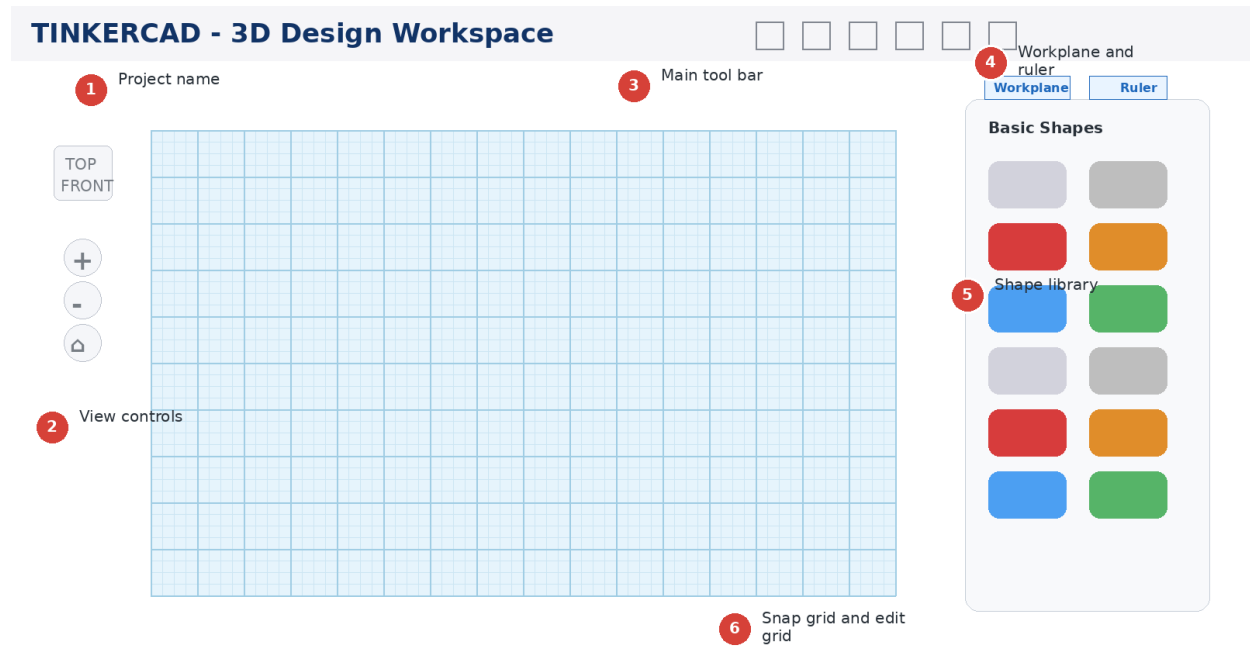 TINKERCAD - 3D Design Workspace
1 Project name
3 Main tool bar
4 Workplane and
ruler
Workplane Ruler
Basic Shapes
TOP
FRONT
+
-
⌂
5 Shape library
2 View controls
6 Snap grid and edit
grid